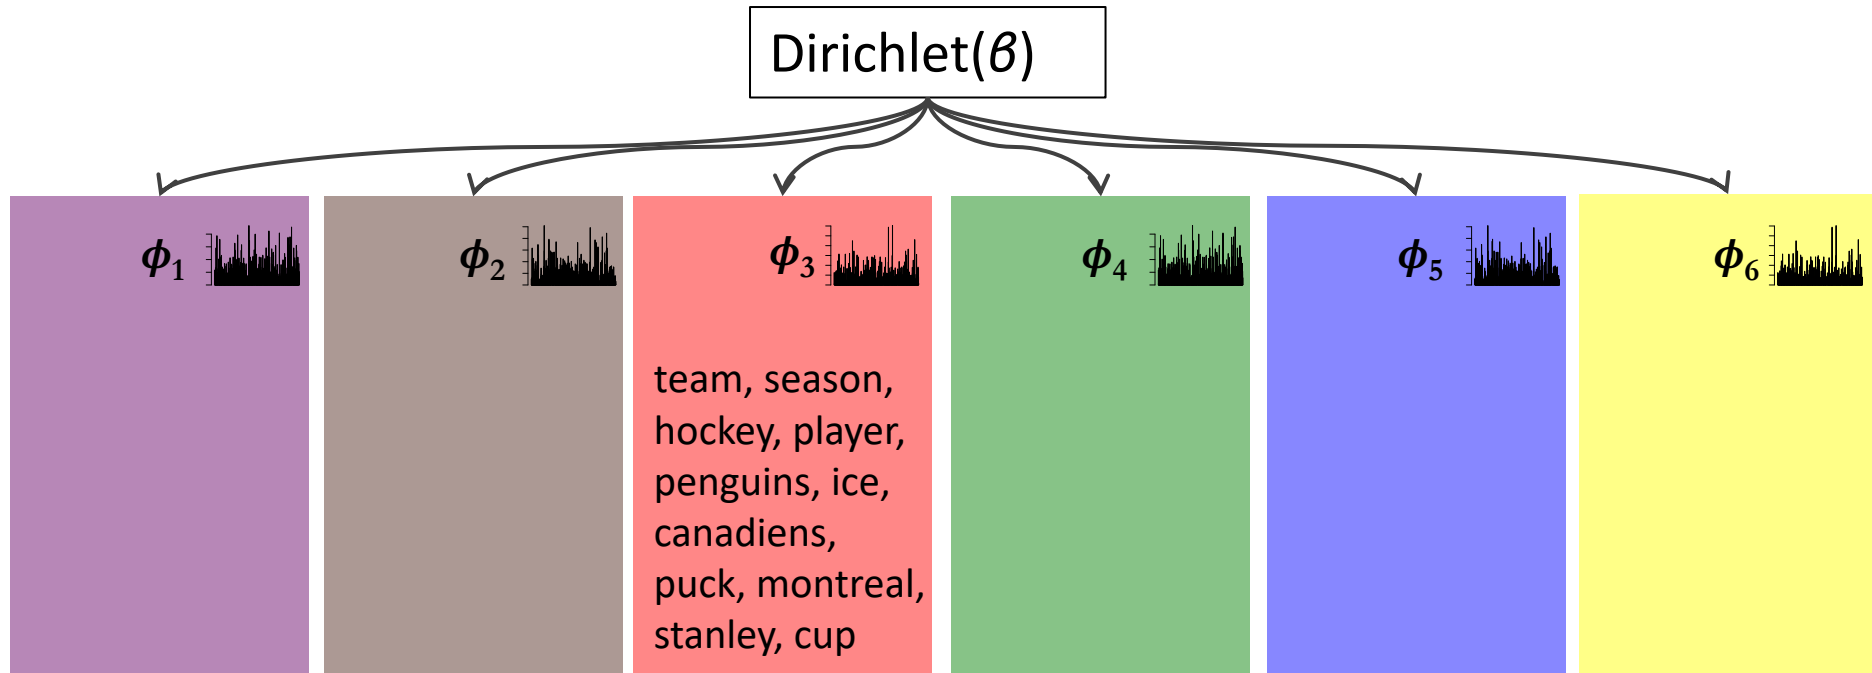 Dirichlet(β)
ϕ1
ϕ2
ϕ3
ϕ4
ϕ5
ϕ6
team, season,
hockey, player,
penguins, ice,
canadiens,
puck, montreal,
stanley, cup